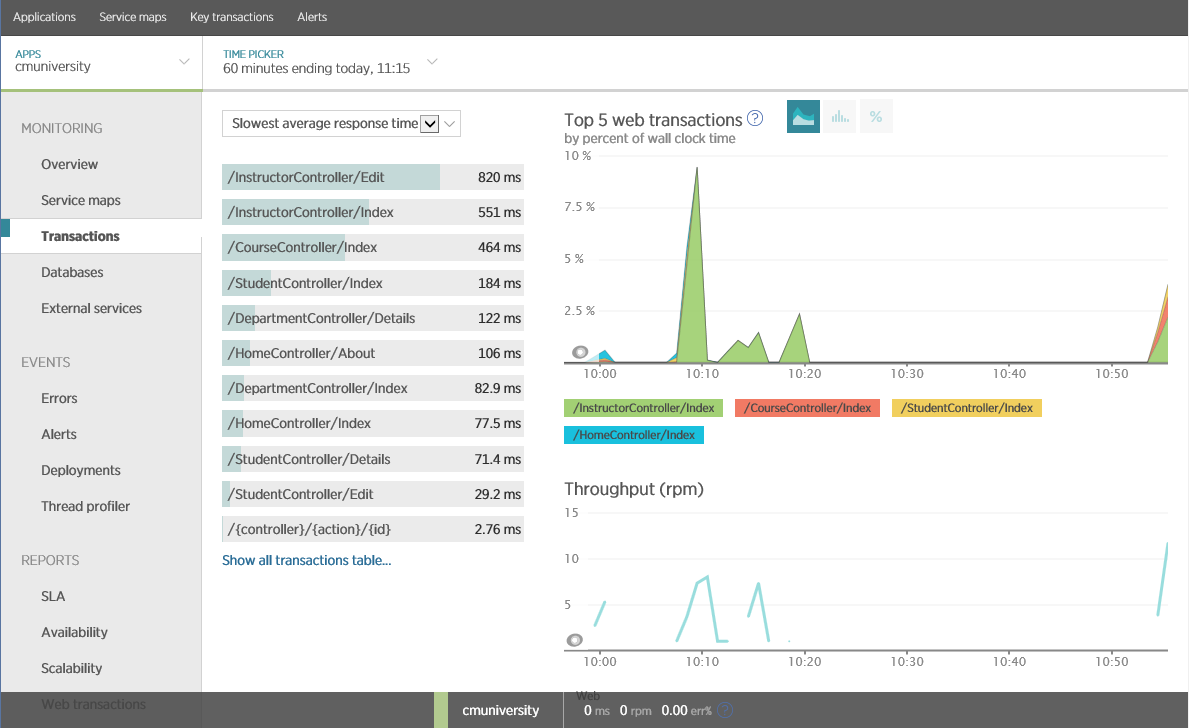 Applications Service maps Key transactions Alerts
APPS
cmuniversity
TIME PICKER
60 minutes ending today, 11:15
MONITORING
Overview
Service maps
Transactions
Databases
External services
EVENTS
Errors
Alerts
Deployments
Thread profiler
REPORTS
SLA
Availability
Scalability
Web transactions
Slowest average response time
/InstructorController/Edit 820 ms
/InstructorController/Index 551 ms
/CourseController/Index 464 ms
/StudentController/Index 184 ms
/DepartmentController/Details 122 ms
/HomeController/About 106 ms
/DepartmentController/Index 82.9 ms
/HomeController/Index 77.5 ms
/StudentController/Details 71.4 ms
/StudentController/Edit 29.2 ms
/{controller}/{action}/{id} 2.76 ms
Show all transactions table...
Top 5 web transactions ?
%
by percent of wall clock time
10 %
7.5 %
5 %
2.5 %
10:00 10:10 10:20 10:30 10:40 10:50
/InstructorController/Index /CourseController/Index /StudentController/Index
/HomeController/Index
Throughput (rpm)
15
10
5
10:00 10:10 10:20 10:30 10:40 10:50
Web
cmuniversity 0 ms 0 rpm 0.00 err% ?